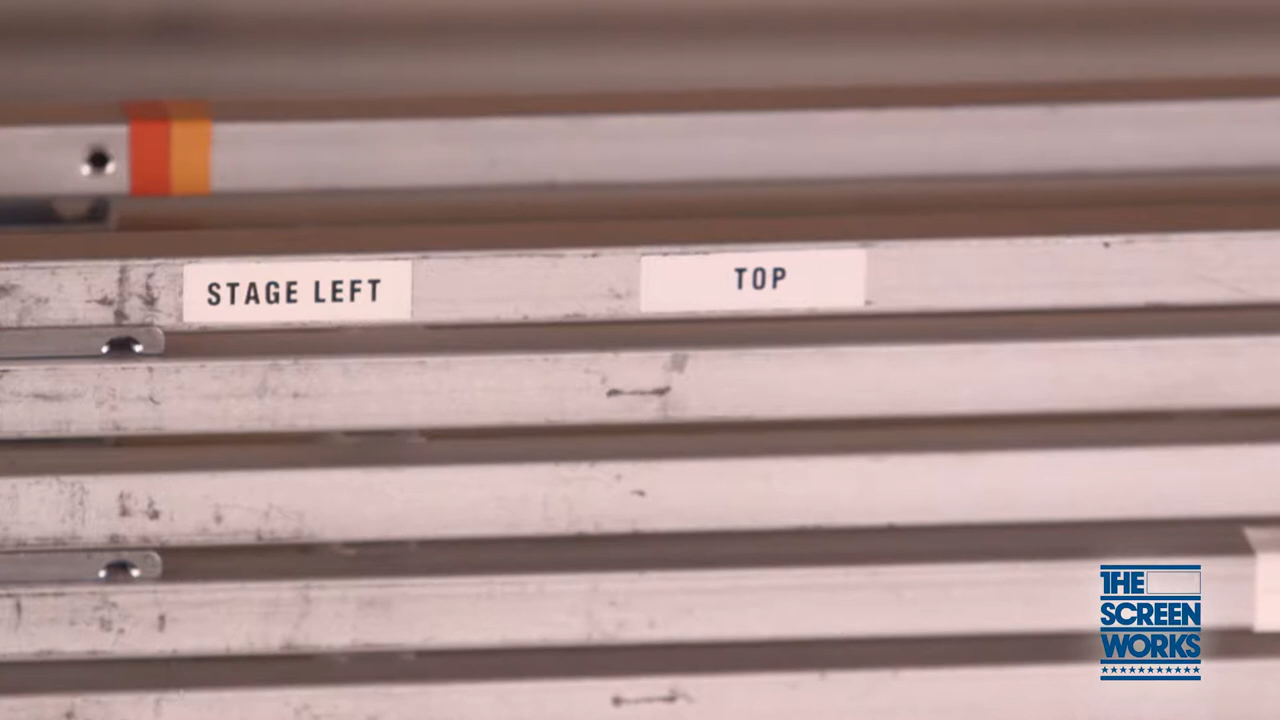 STAGE LEFT
TOP
THE
SCREEN
WORKS